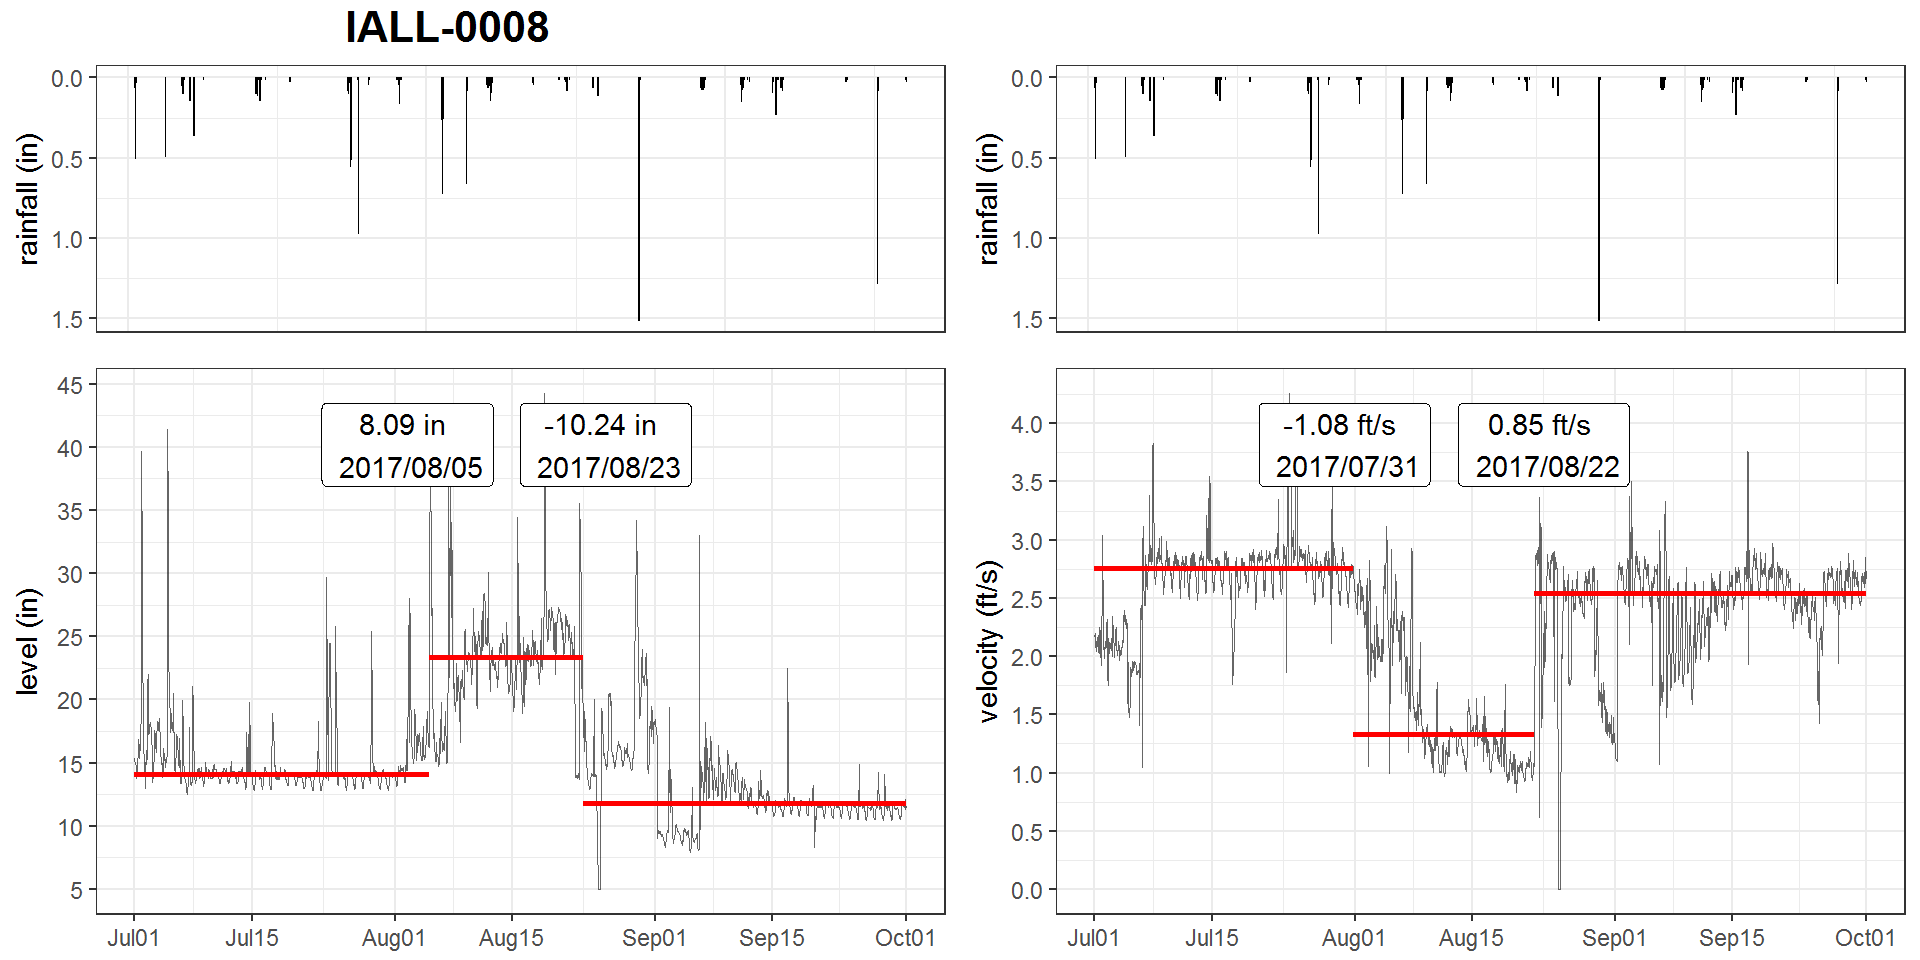 IALL-0008
0.0
0.5
1.0
1.5
rainfall (in)
0.0
0.5
1.0
1.5
rainfall (in)
45
40
35
30
25
20
15
10
5
level (in)
8.09 in
2017/08/05
-10.24 in
2017/08/23
Jul01 Jul15 Aug01 Aug15 Sep01 Sep15 Oct01
4.0
3.5
3.0
2.5
2.0
1.5
1.0
0.5
0.0
velocity (ft/s)
-1.08 ft/s
2017/07/31
0.85 ft/s
2017/08/22
Jul01 Jul15 Aug01 Aug15 Sep01 Sep15 Oct01